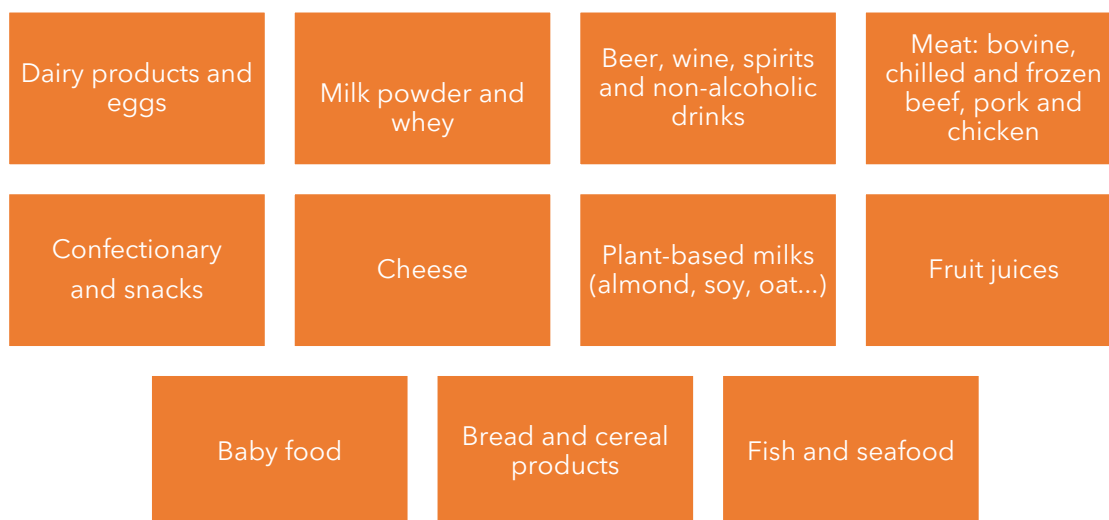 Dairy products and
eggs
Milk powder and
whey
Beer, wine, spirits
and non-alcoholic
drinks
Meat: bovine,
chilled and frozen
beef, pork and
chicken
Confectionary
and snacks
Cheese
Plant-based milks
(almond, soy, oat...)
Fruit juices
Baby food
Bread and cereal
products
Fish and seafood